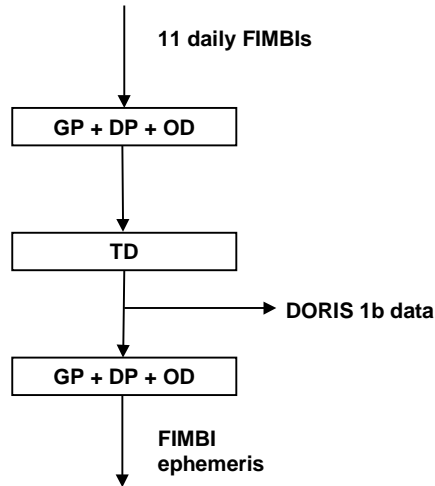 11 daily FIMBIs
GP + DP + OD
TD
DORIS 1b data
GP + DP + OD
FIMBI
ephemeris